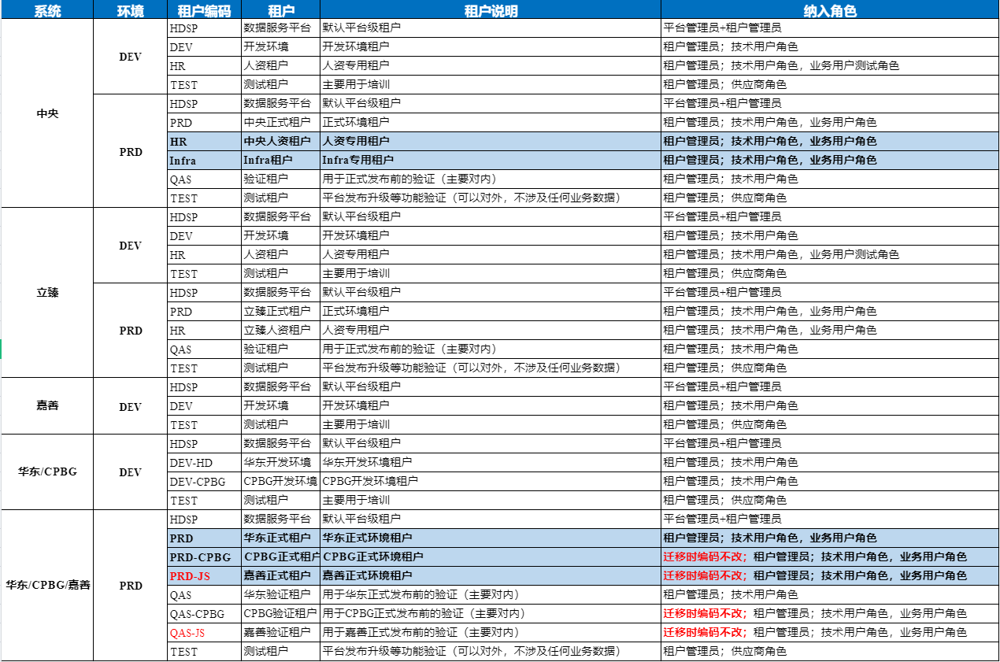 系统 环境 租户编码 租户 租户说明 纳入角色
中央 DEV HDSP 数据服务平台 默认平台级租户 平台管理员+租户管理员
DEV 开发环境 开发环境租户 租户管理员；技术用户角色
HR 人资租户 人资专用租户 租户管理员；技术用户角色，业务用户测试角色
TEST 测试租户 主要用于培训 租户管理员；供应商角色
PRD HDSP 数据服务平台 默认平台级租户 平台管理员+租户管理员
PRD 中央正式租户 正式环境租户 租户管理员；技术用户角色，业务用户角色
HR 中央人资租户 人资专用租户 租户管理员；技术用户角色，业务用户角色
Infra Infra租户 Infra专用租户 租户管理员；技术用户角色，业务用户角色
QAS 验证租户 用于正式发布前的验证（主要对内） 租户管理员；技术用户角色
TEST 测试租户 平台发布升级等功能验证（可以对外，不涉及任何业务数据） 租户管理员；供应商角色
立臻 DEV HDSP 数据服务平台 默认平台级租户 平台管理员+租户管理员
DEV 开发环境 开发环境租户 租户管理员；技术用户角色
HR 人资租户 人资专用租户 租户管理员；技术用户角色，业务用户测试角色
TEST 测试租户 主要用于培训 租户管理员；供应商角色
PRD HDSP 数据服务平台 默认平台级租户 平台管理员+租户管理员
PRD 立臻正式租户 正式环境租户 租户管理员；技术用户角色，业务用户角色
HR 立臻人资租户 人资专用租户 租户管理员；技术用户角色，业务用户角色
QAS 验证租户 用于正式发布前的验证（主要对内） 租户管理员；技术用户角色
TEST 测试租户 平台发布升级等功能验证（可以对外，不涉及任何业务数据） 租户管理员；供应商角色
嘉善 DEV HDSP 数据服务平台 默认平台级租户 平台管理员+租户管理员
DEV 开发环境 开发环境租户 租户管理员；技术用户角色
TEST 测试租户 主要用于培训 租户管理员；供应商角色
华东/CPBG DEV HDSP 数据服务平台 默认平台级租户 平台管理员+租户管理员
DEV-HD 华东开发环境 华东开发环境租户 租户管理员；技术用户角色
DEV-CPBG CPBG开发环境 CPBG开发环境租户 租户管理员；技术用户角色
TEST 测试租户 主要用于培训 租户管理员；供应商角色
华东/CPBG/嘉善 PRD HDSP 数据服务平台 默认平台级租户 平台管理员+租户管理员
PRD 华东正式租户 华东正式环境租户 租户管理员；技术用户角色，业务用户角色
PRD-CPBG CPBG正式租户 CPBG正式环境租户 迁移时编码不改；租户管理员；技术用户角色，业务用户角色
PRD-JS 嘉善正式租户 嘉善正式环境租户 迁移时编码不改；租户管理员；技术用户角色，业务用户角色
QAS 华东验证租户 用于华东正式发布前的验证（主要对内） 租户管理员；技术用户角色
QAS-CPBG CPBG验证租户 用于CPBG正式发布前的验证（主要对内） 迁移时编码不改；租户管理员；技术用户角色，业务用户角色
QAS-JS 嘉善验证租户 用于嘉善正式发布前的验证（主要对内） 迁移时编码不改；租户管理员；技术用户角色，业务用户角色
TEST 测试租户 平台发布升级等功能验证（可以对外，不涉及任何业务数据） 租户管理员；供应商角色